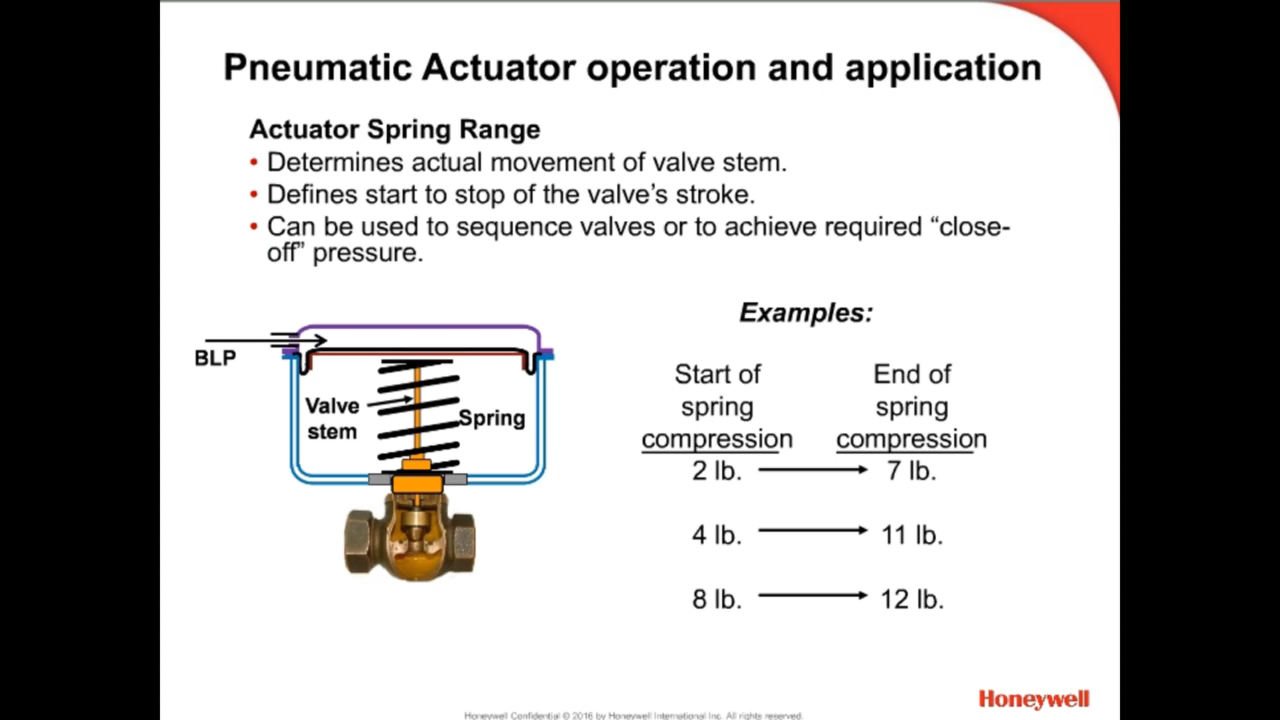 Pneumatic Actuator operation and application
Actuator Spring Range
• Determines actual movement of valve stem.
• Defines start to stop of the valve's stroke.
• Can be used to sequence valves or to achieve required “close-
off” pressure.
Examples:
BLP
Valve
stem
Spring
Start of
spring
compression
End of
spring
compression
2 lb. 7 lb.
4 lb. 11 lb.
8 lb. 12 lb.
Honeywell
Honeywell Confidential © 2016 by Honeywell International Inc. All rights reserved.